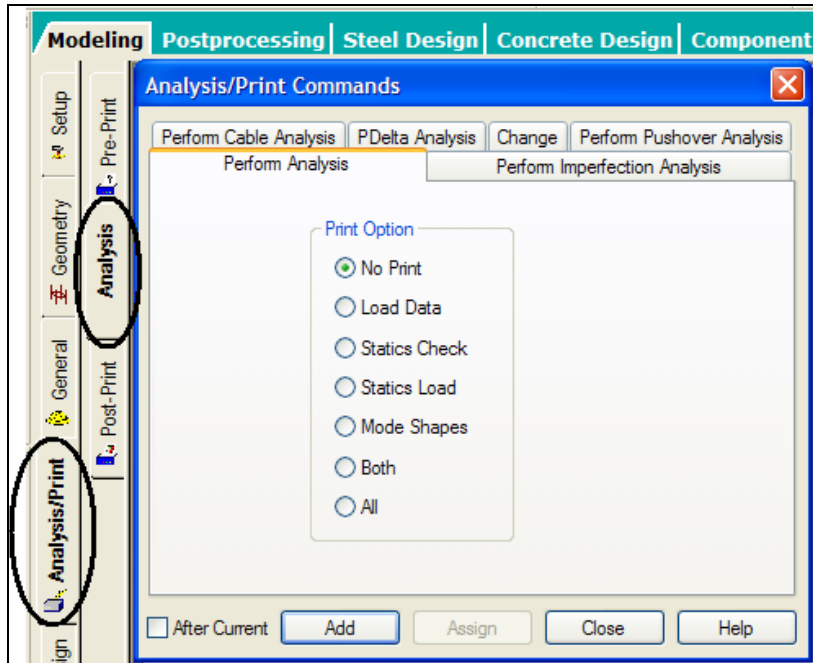 Modeling Postprocessing Steel Design Concrete Design Component
Setup
Geometry
General
Analysis/Print
ign
Pre-Print
Analysis
Post-Print
Analysis/Print Commands
Perform Cable Analysis PDelta Analysis Change Perform Pushover Analysis
Perform Analysis Perform Imperfection Analysis
Print Option
No Print
Load Data
Statics Check
Statics Load
Mode Shapes
Both
All
After Current Add Assign Close Help